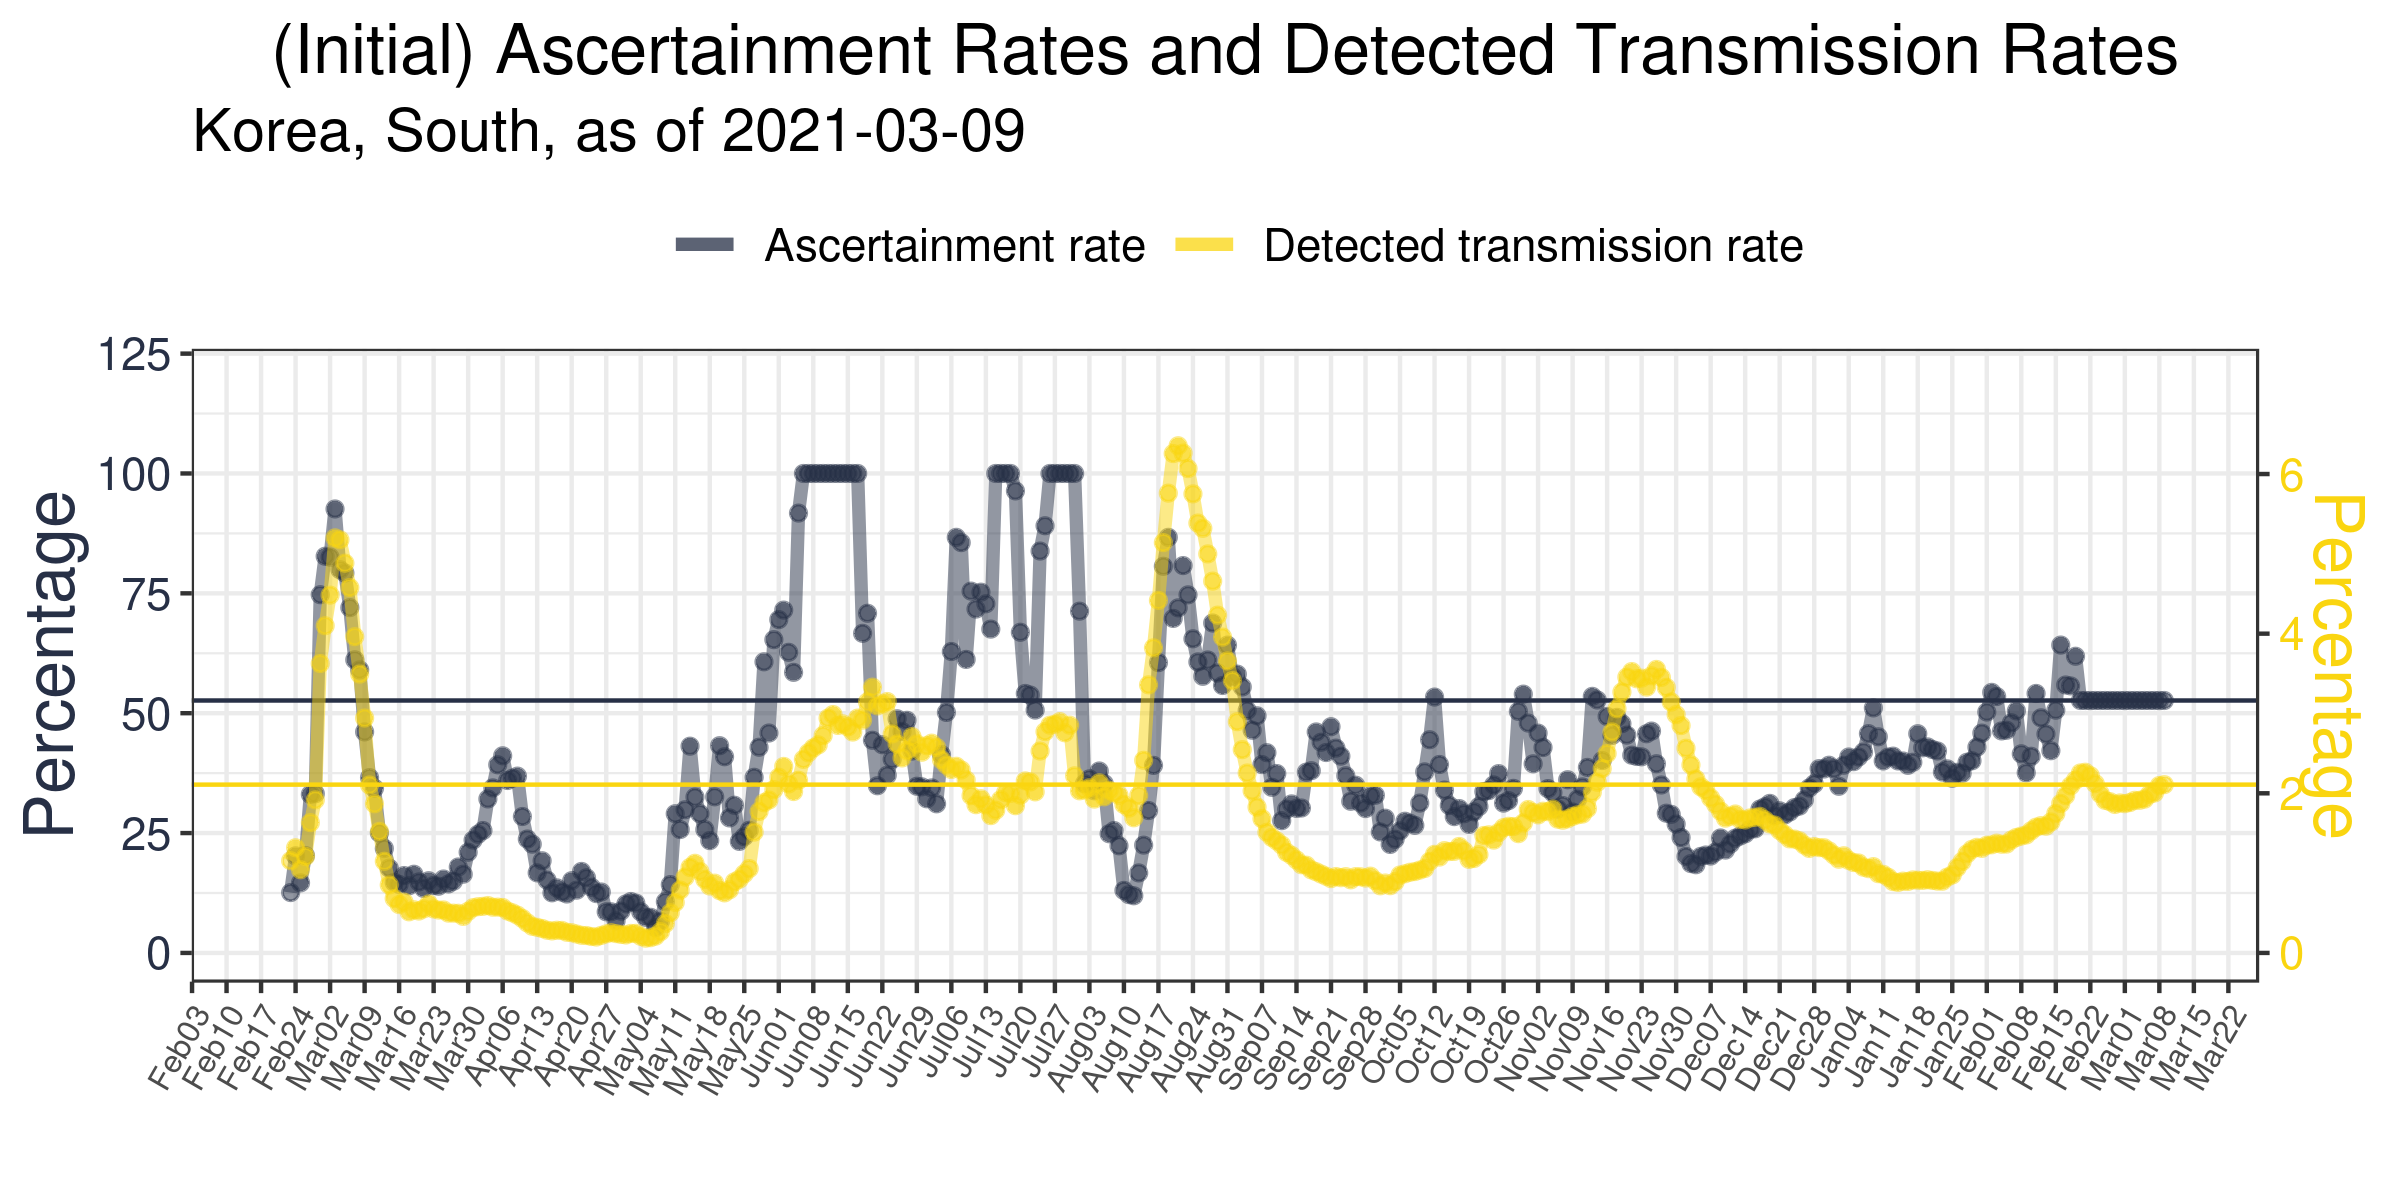 (Initial) Ascertainment Rates and Detected Transmission Rates
Korea, South, as of 2021-03-09
Ascertainment rate Detected transmission rate
125
100
75
50
25
0
Percentage
6
4
2
0
Percentage
Feb03 Feb10 Feb17 Feb24 Mar02 Mar09 Mar16 Mar23 Mar30 Apr06 Apr13 Apr20 Apr27 May04 May11 May18 May25 Jun01 Jun08 Jun15 Jun22 Jun29 Jul06 Jul13 Jul20 Jul27 Aug03 Aug10 Aug17 Aug24 Aug31 Sep07 Sep14 Sep21 Sep28 Oct05 Oct12 Oct19 Oct26 Nov02 Nov09 Nov16 Nov23 Nov30 Dec07 Dec14 Dec21 Dec28 Jan04 Jan11 Jan18 Jan25 Feb01 Feb08 Feb15 Feb22 Mar01 Mar08 Mar15 Mar22